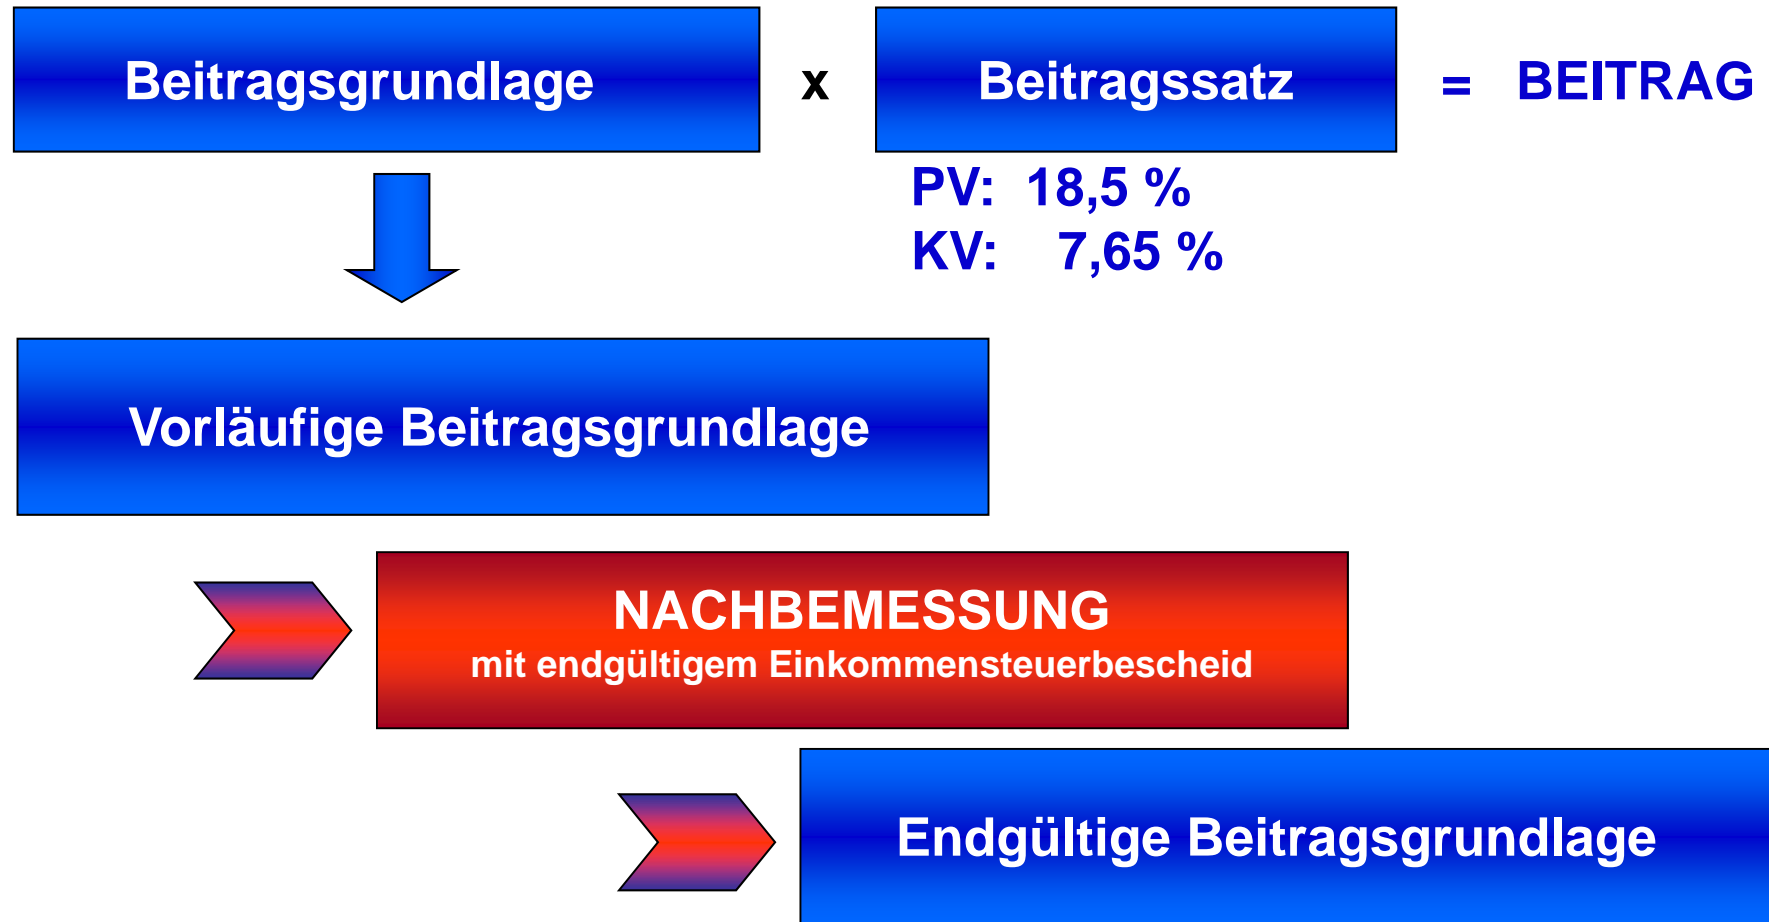 Beitragsgrundlage x Beitragssatz = BEITRAG
PV: 18,5 %
KV: 7,65 %
Vorläufige Beitragsgrundlage
NACHBEMESSUNG
mit endgültigem Einkommensteuerbescheid
Endgültige Beitragsgrundlage